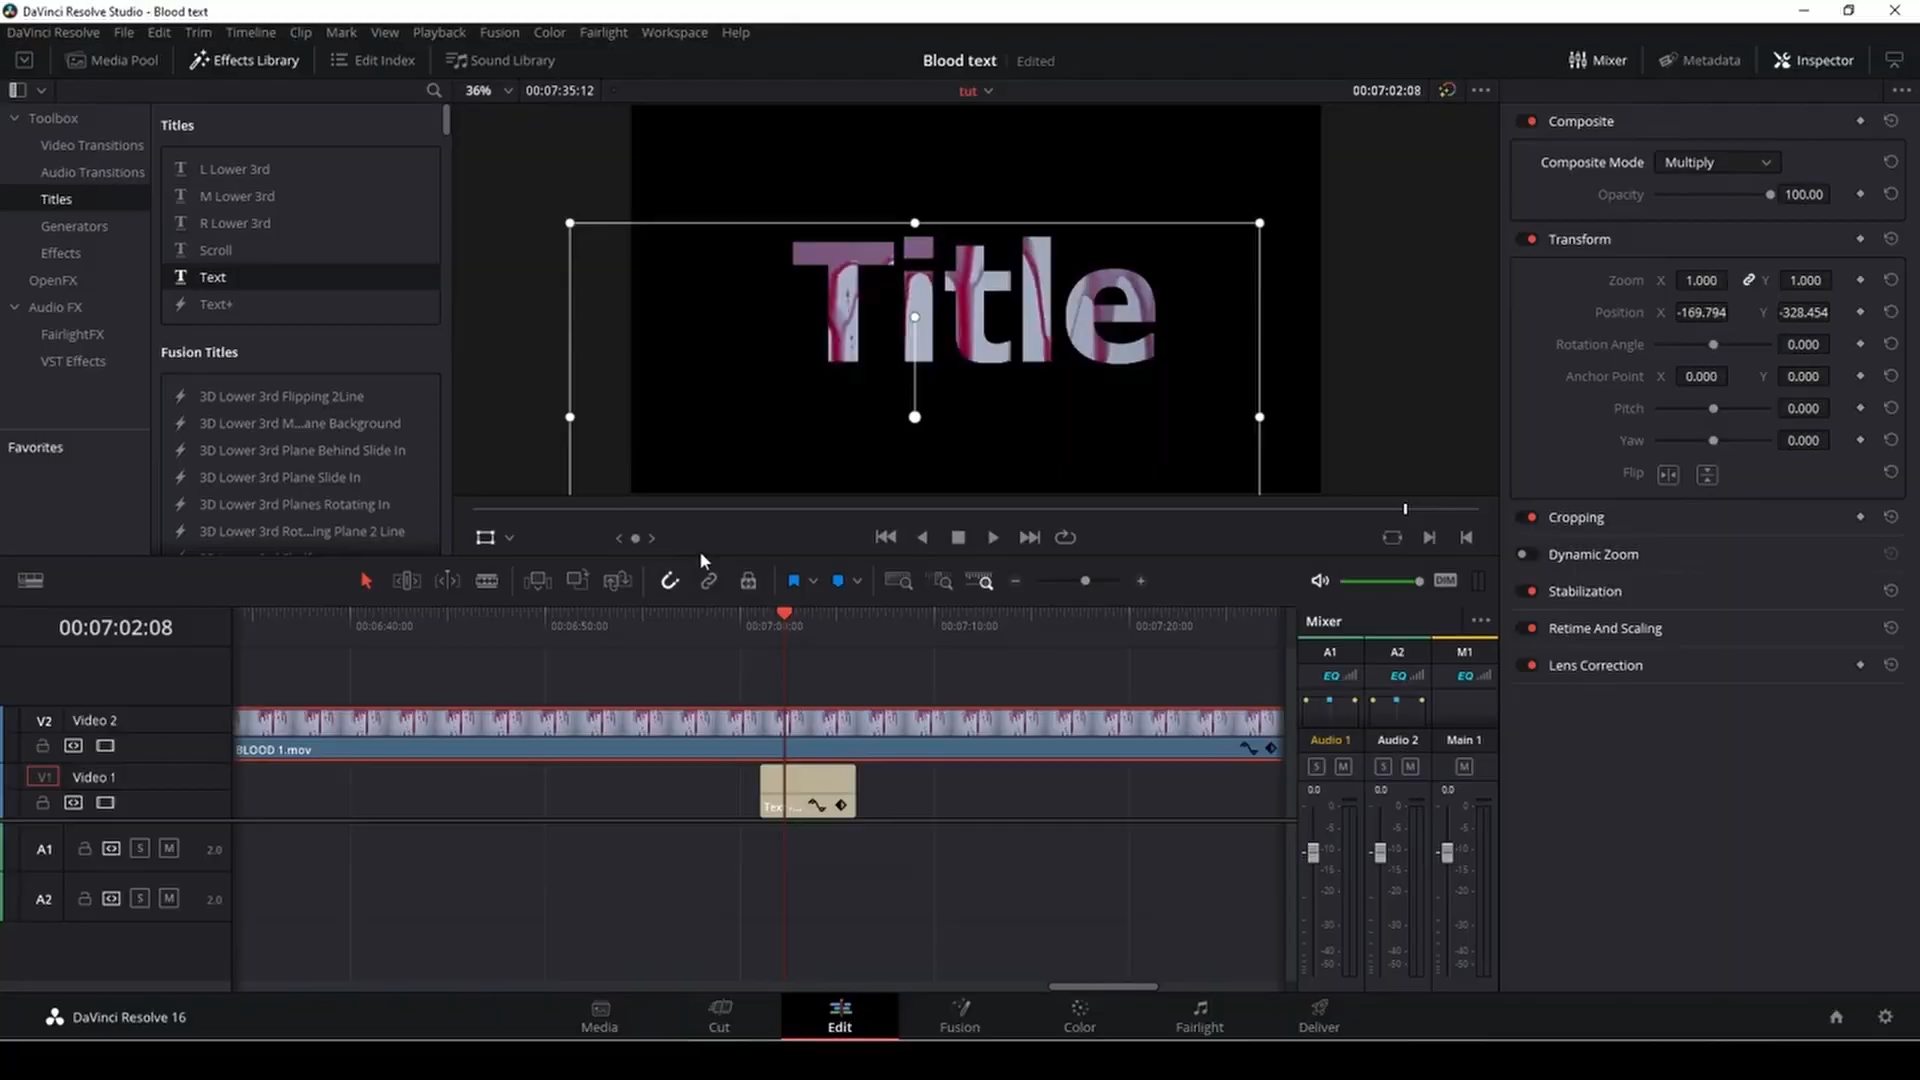 DaVinci Resolve Studio - Blood text
DaVinci Resolve File Edit Trim Timeline Clip Mark View Playback Fusion Color Fairlight Workspace Help
Media Pool Effects Library Edit Index Sound Library Blood text Edited Mixer Metadata Inspector
36% 00:07:35:12 tut 00:07:02:08
Toolbox
Video Transitions
Audio Transitions
Titles
Generators
Effects
OpenFX
Audio FX
FairlightFX
VST Effects
Favorites
Titles
L Lower 3rd
M Lower 3rd
R Lower 3rd
Scroll
Text
Text+
Fusion Titles
3D Lower 3rd Flipping 2Line
3D Lower 3rd M...ane Background
3D Lower 3rd Plane Behind Slide In
3D Lower 3rd Plane Slide In
3D Lower 3rd Planes Rotating In
3D Lower 3rd Rot...ing Plane 2 Line
Title
Composite
Composite Mode Multiply
Opacity 100.00
Transform
Zoom X 1.000 Y 1.000
Position X -169.794 Y -328.454
Rotation Angle 0.000
Anchor Point X 0.000 Y 0.000
Pitch 0.000
Yaw 0.000
Flip
Cropping
Dynamic Zoom
Stabilization
Retime And Scaling
Lens Correction
DIM
00:07:02:08
00:06:40:00 00:06:50:00 00:07:10:00 00:07:20:00
V2 Video 2
BLOOD 1.mov
V1 Video 1
A1 S M 2.0
A2 S M 2.0
Mixer
A1 A2 M1
EQ EQ EQ
Audio 1 Audio 2 Main 1
S M S M M
0.0 0.0 0.0
DaVinci Resolve 16
Media Cut Edit Fusion Color Fairlight Deliver